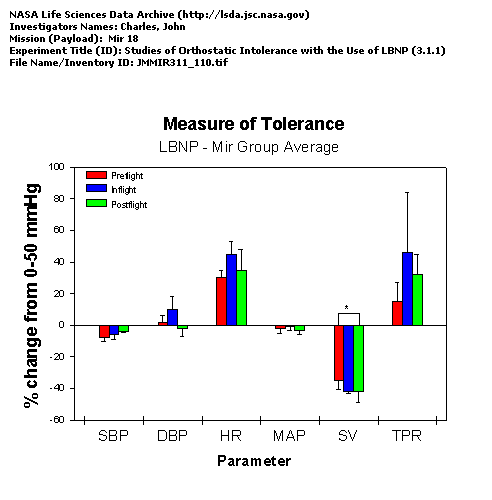 NASA Life Sciences Data Archive (http://lsda.jsc.nasa.gov)
Investigators Names: Charles, John
Mission (Payload): Mir 18
Experiment Title (ID): Studies of Orthostatic Intolerance with the Use of LBNP (3.1.1)
File Name/Inventory ID: JMMIR311_110.tif
Measure of Tolerance
LBNP - Mir Group Average
% change from 0-50 mmHg
100
80
60
40
20
0
-20
-40
-60
Preflight
Inflight
Postflight
*
SBP DBP HR MAP SV TPR
Parameter